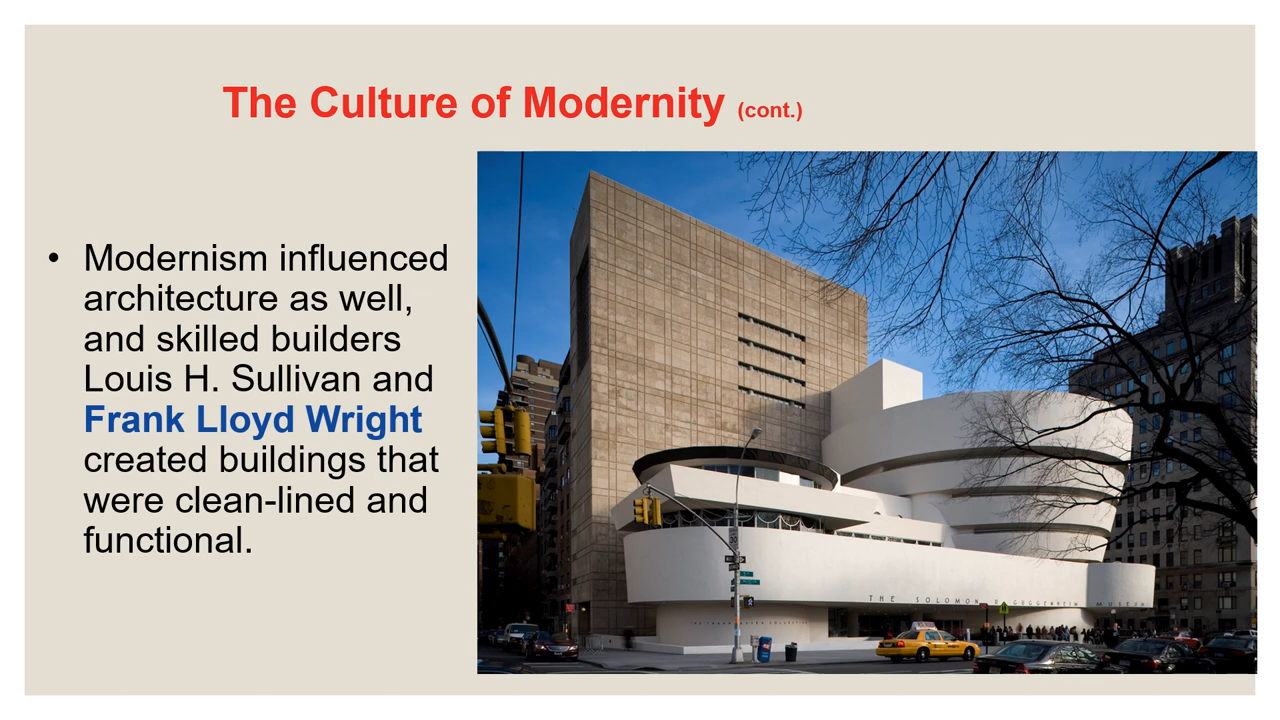 The Culture of Modernity (cont.)
• Modernism influenced
architecture as well,
and skilled builders
Louis H. Sullivan and
Frank Lloyd Wright
created buildings that
were clean-lined and
functional.
THE SOLOMON R GUGGENHEIM MUSEUM